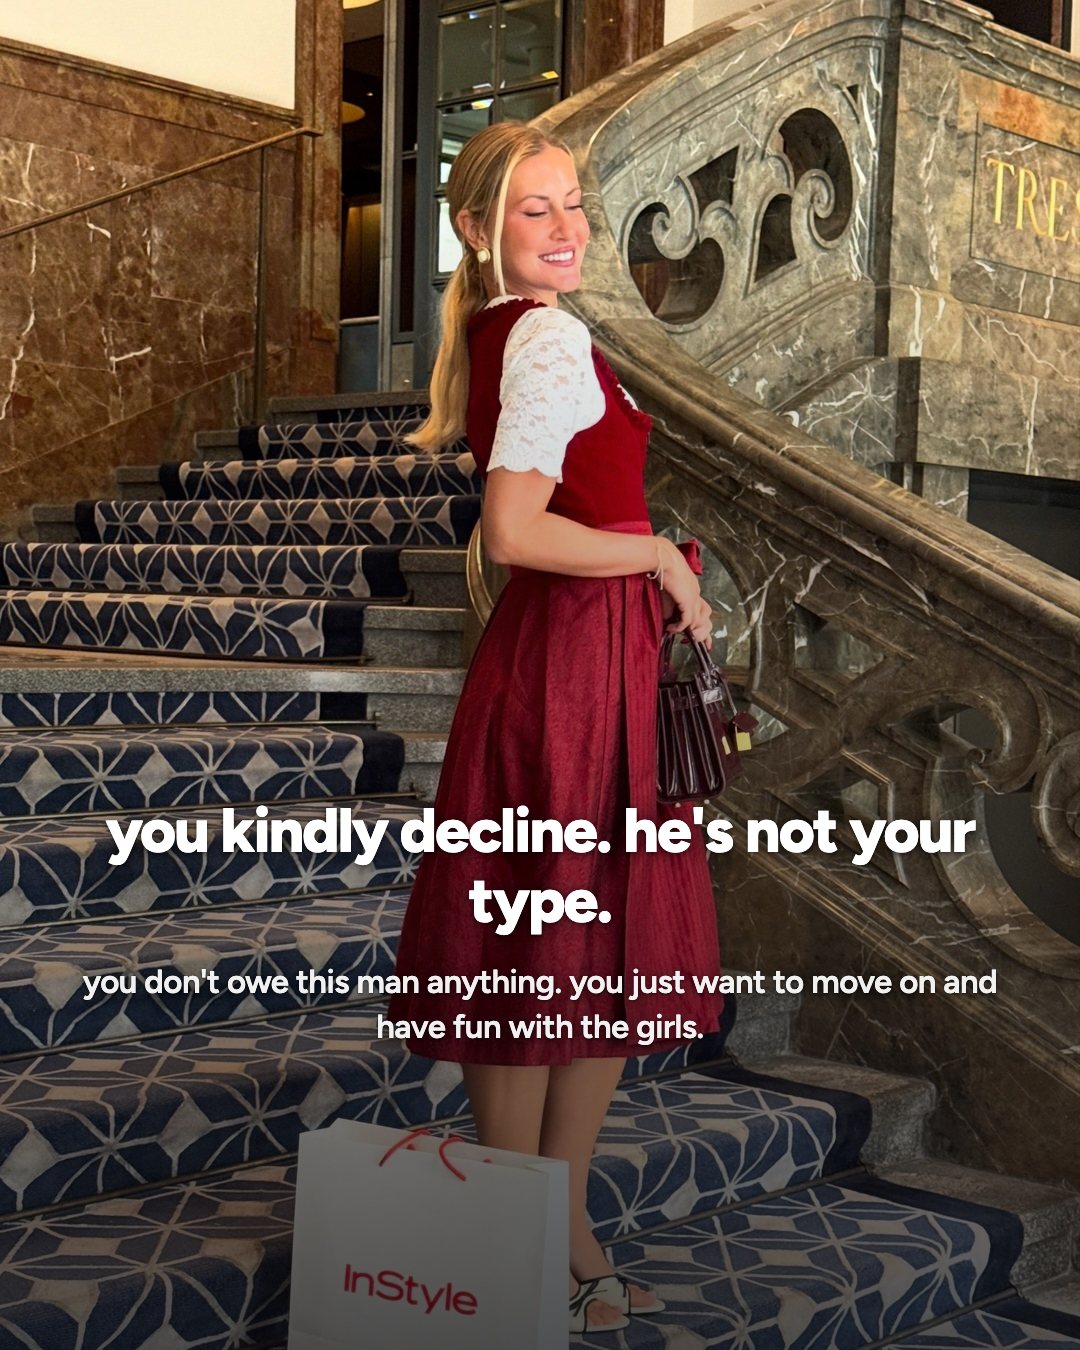 TRES
you kindly decline. he's not your
type.
you don't owe this man anything. you just want to move on and
have fun with the girls.
InStyle